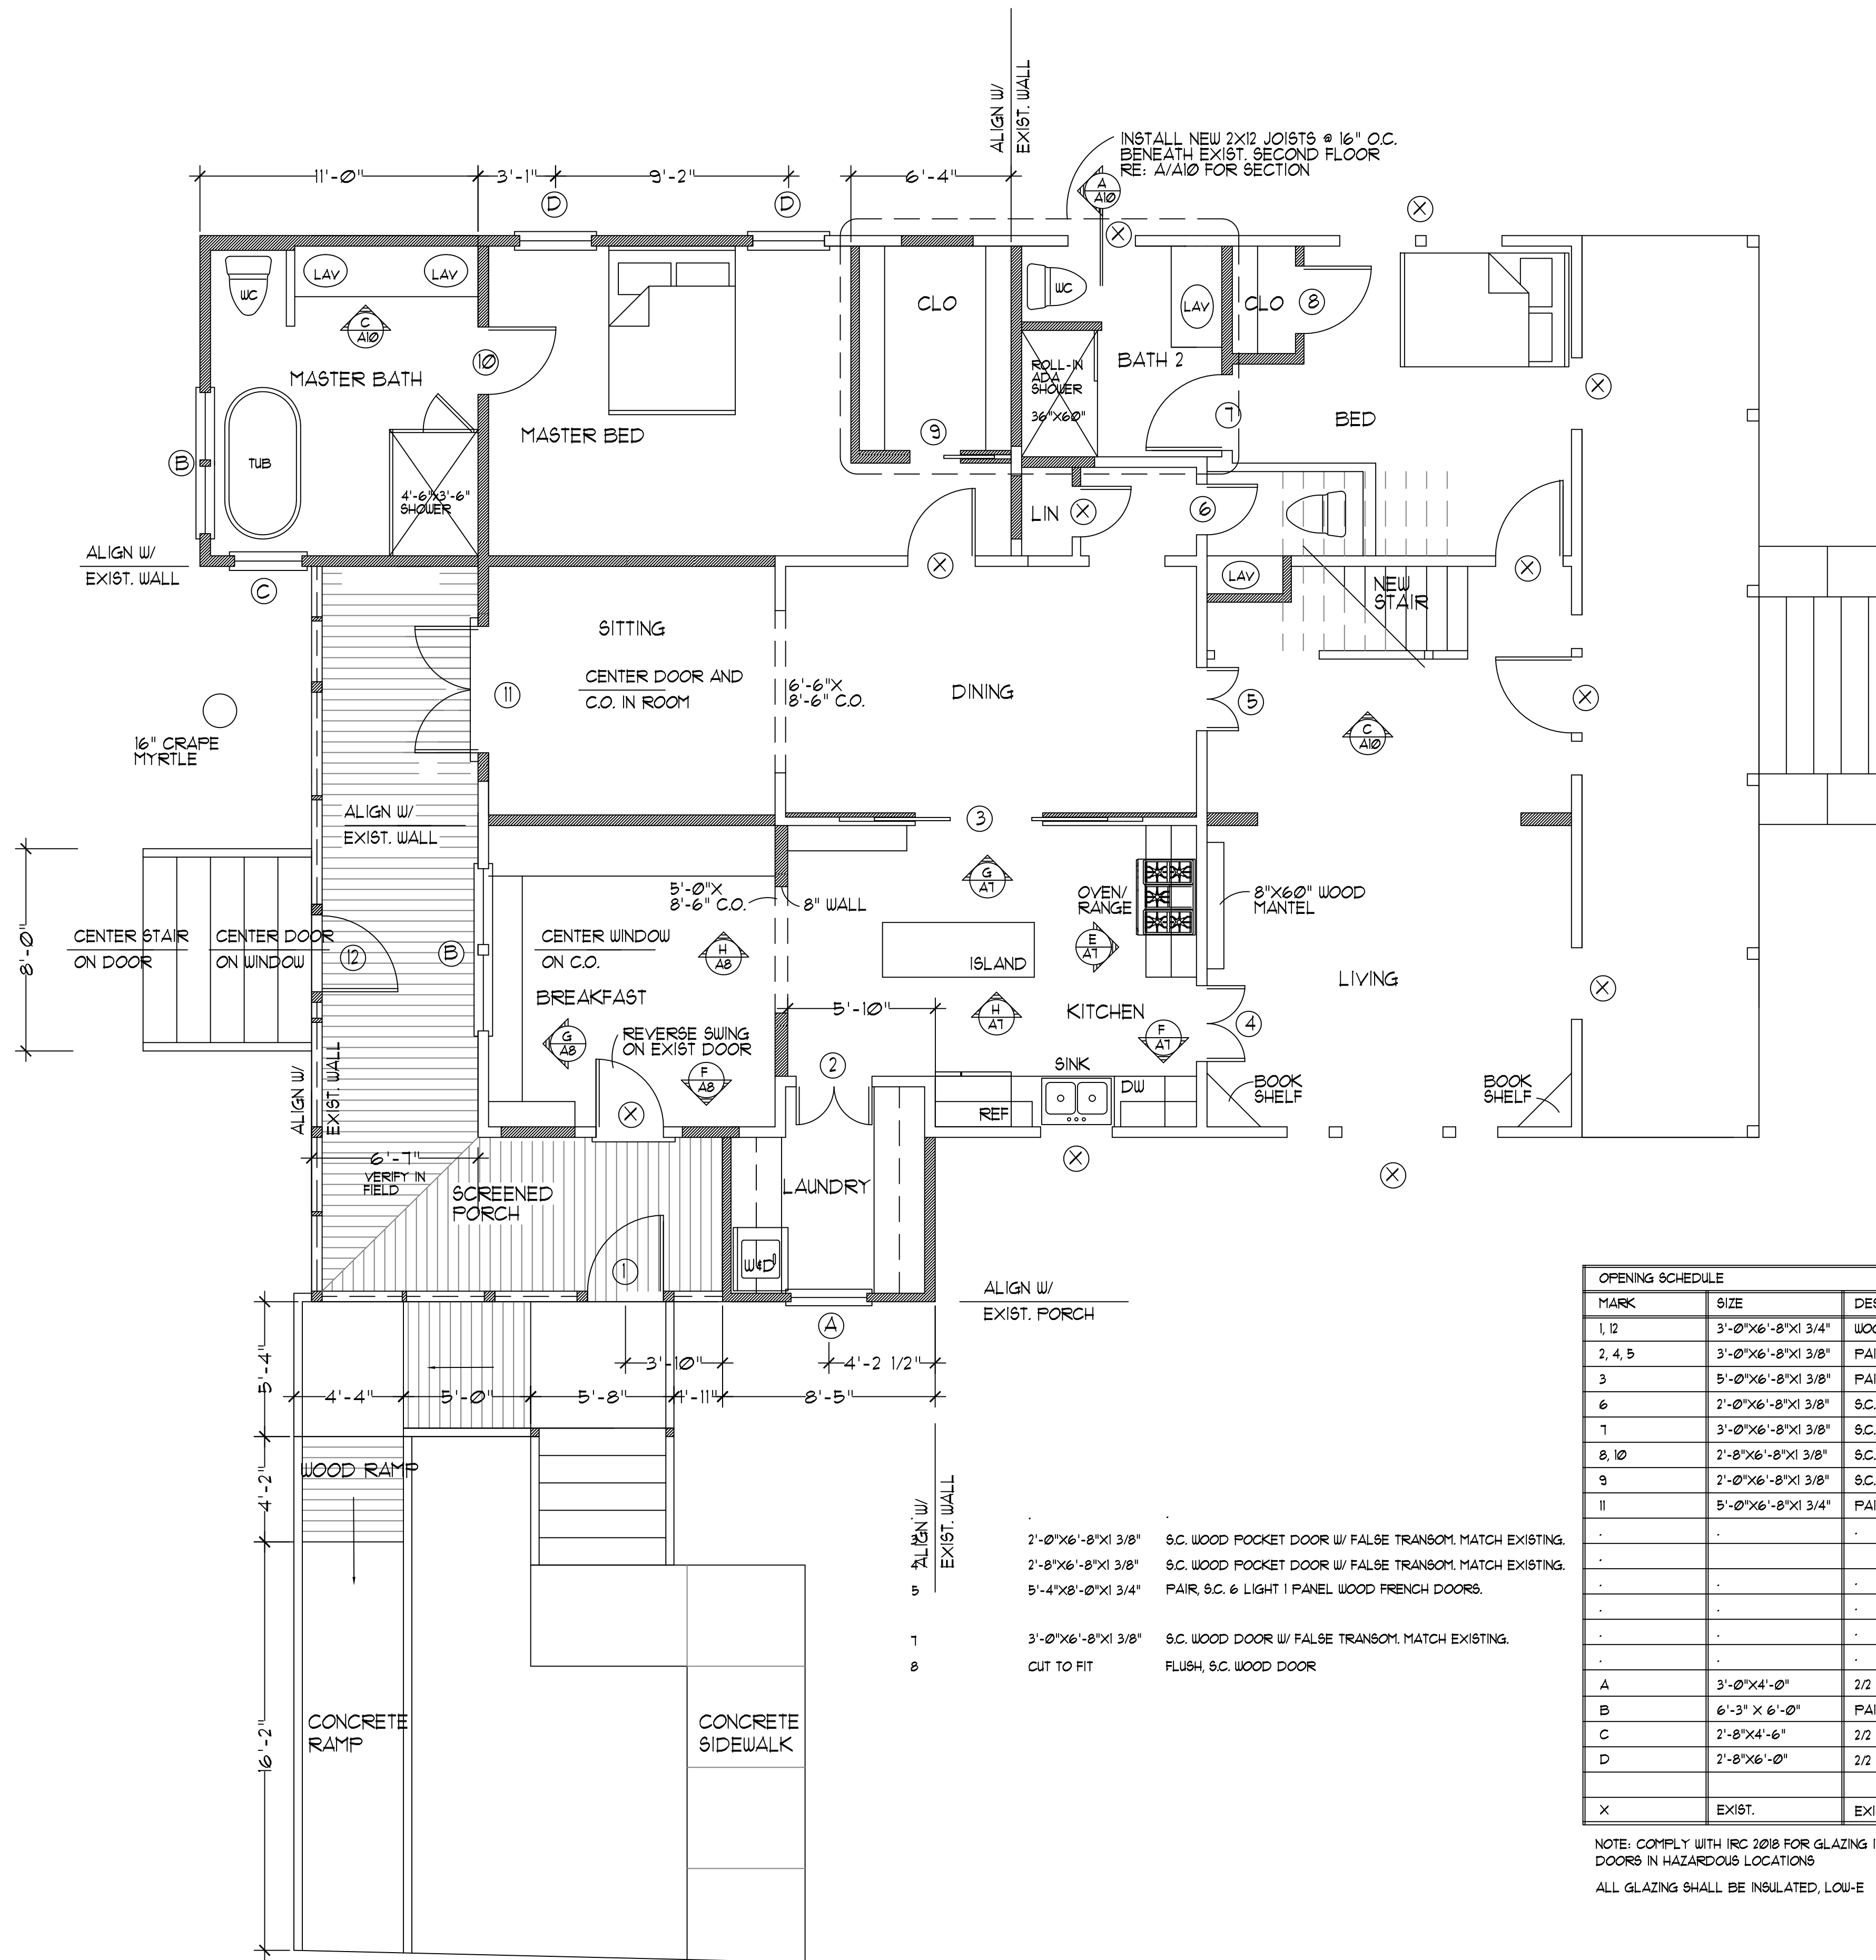 ALIGN W/
EXIST. WALL
INSTALL NEW 2X12 JOISTS @ 16" O.C.
BENEATH EXIST. SECOND FLOOR
RE: A/A10 FOR SECTION
11'-0"
3'-1"
9'-2"
6'-4"
A
A10
D
D
X
X
LAV
LAV
WC
C
A10
MASTER BATH
10
TUB
B
4'-6"x3'-6"
SHOWER
MASTER BED
CLO
9
WC
LAV
ROLL-IN
ADA
SHOWER
36"X60"
BATH 2
CLO
8
7
BED
X
LIN
X
6
ALIGN W/
EXIST. WALL
C
X
LAV
NEW
STAIR
X
SITTING
CENTER DOOR AND
C.O. IN ROOM
11
6'-6"X
8'-6" C.O.
DINING
5
X
C
A10
16" CRAPE
MYRTLE
ALIGN W/
EXIST. WALL
3
8'-0"
CENTER STAIR
ON DOOR
CENTER DOOR
ON WINDOW
12
B
CENTER WINDOW
ON C.O.
5'-0"X
8'-6" C.O.
8" WALL
G
A7
OVEN/
RANGE
8"X60" WOOD
MANTEL
H
A8
E
A7
ISLAND
LIVING
X
BREAKFAST
5'-10"
H
A7
KITCHEN
F
A7
4
G
A8
REVERSE SWING
ON EXIST DOOR
F
A8
2
SINK
DW
REF
BOOK
SHELF
BOOK
SHELF
X
ALIGN W/
EXIST. WALL
X
X
6'-7"
VERIFY IN
FIELD
SCREENED
PORCH
LAUNDRY
W&D
1
ALIGN W/
EXIST. PORCH
A
3'-10"
4'-2 1/2"
5'-4"
4'-4"
5'-0"
5'-8"
1'-11"
8'-5"
4'-2"
WOOD RAMP
ALIGN W/
EXIST. WALL
16'-2"
CONCRETE
RAMP
CONCRETE
SIDEWALK
. . .
2'-0"X6'-8"X1 3/8" S.C. WOOD POCKET DOOR W/ FALSE TRANSOM. MATCH EXISTING.
2'-8"X6'-8"X1 3/8" S.C. WOOD POCKET DOOR W/ FALSE TRANSOM. MATCH EXISTING.
5 5'-4"X8'-0"X1 3/4" PAIR, S.C. 6 LIGHT 1 PANEL WOOD FRENCH DOORS.
7 3'-0"X6'-8"X1 3/8" S.C. WOOD DOOR W/ FALSE TRANSOM. MATCH EXISTING.
8 CUT TO FIT FLUSH, S.C. WOOD DOOR
OPENING SCHEDULE
MARK SIZE DES
1, 12 3'-0"X6'-8"X1 3/4" WOO
2, 4, 5 3'-0"X6'-8"X1 3/8" PAI
3 5'-0"X6'-8"X1 3/8" PAI
6 2'-0"X6'-8"X1 3/8" S.C.
7 3'-0"X6'-8"X1 3/8" S.C.
8, 10 2'-8"X6'-8"X1 3/8" S.C.
9 2'-0"X6'-8"X1 3/8" S.C.
11 5'-0"X6'-8"X1 3/4" PAI
. . .
.
. . .
. . .
. . .
. . .
A 3'-0"X4'-0" 2/2
B 6'-3" X 6'-0" PAI
C 2'-8"X4'-6" 2/2
D 2'-8"X6'-0" 2/2
X EXIST. EXI
NOTE: COMPLY WITH IRC 2018 FOR GLAZING I
DOORS IN HAZARDOUS LOCATIONS
ALL GLAZING SHALL BE INSULATED, LOW-E